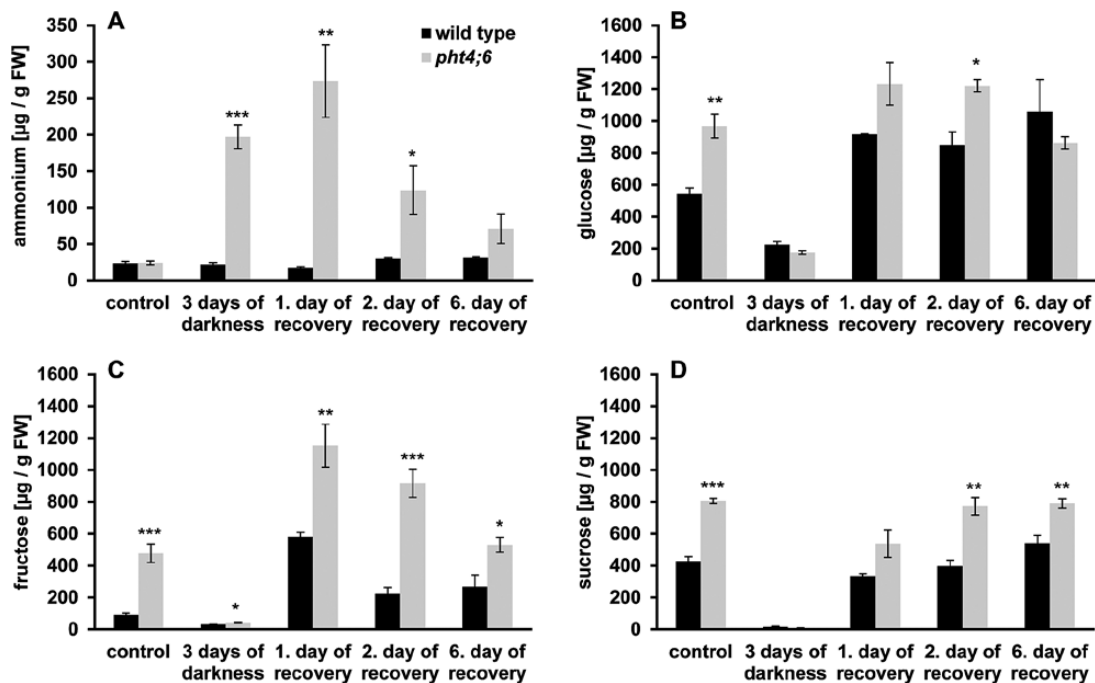 A
ammonium [µg / g FW]
350
300
250
200
150
100
50
0
wild type
pht4;6
***
**
*
control
3 days of
darkness
1. day of
recovery
2. day of
recovery
6. day of
recovery
B
glucose [µg / g FW]
1600
1400
1200
1000
800
600
400
200
0
**
*
control
3 days of
darkness
1. day of
recovery
2. day of
recovery
6. day of
recovery
C
fructose [µg / g FW]
1600
1400
1200
1000
800
600
400
200
0
***
*
**
***
*
control
3 days of
darkness
1. day of
recovery
2. day of
recovery
6. day of
recovery
D
sucrose [µg / g FW]
1600
1400
1200
1000
800
600
400
200
0
***
**
**
control
3 days of
darkness
1. day of
recovery
2. day of
recovery
6. day of
recovery